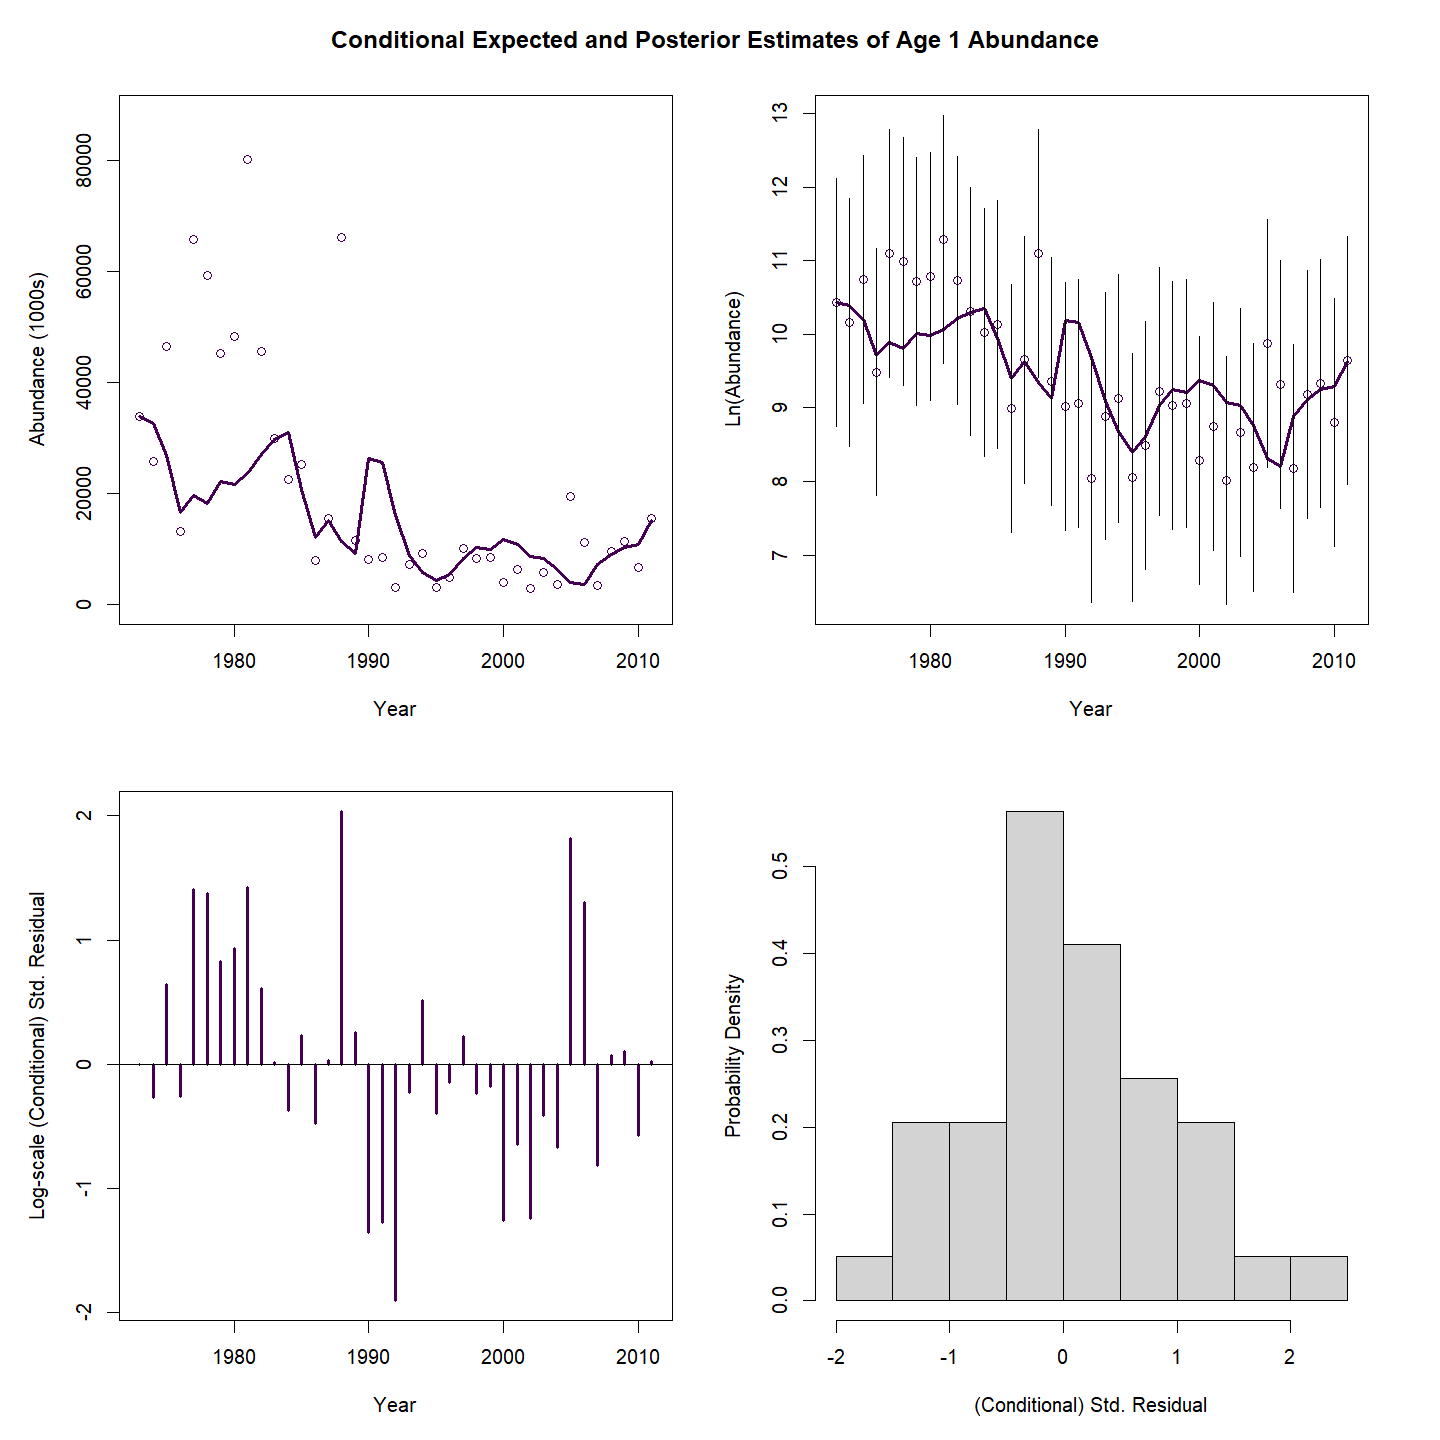 Conditional Expected and Posterior Estimates of Age 1 Abundance
Abundance (1000s)
80000
60000
40000
20000
0
1980 1990 2000 2010
Year
Ln(Abundance)
13
12
11
10
9
8
7
1980 1990 2000 2010
Year
Log-scale (Conditional) Std. Residual
2
1
0
-1
-2
1980 1990 2000 2010
Year
Probability Density
0.5
0.4
0.3
0.2
0.1
0.0
-2 -1 0 1 2
(Conditional) Std. Residual